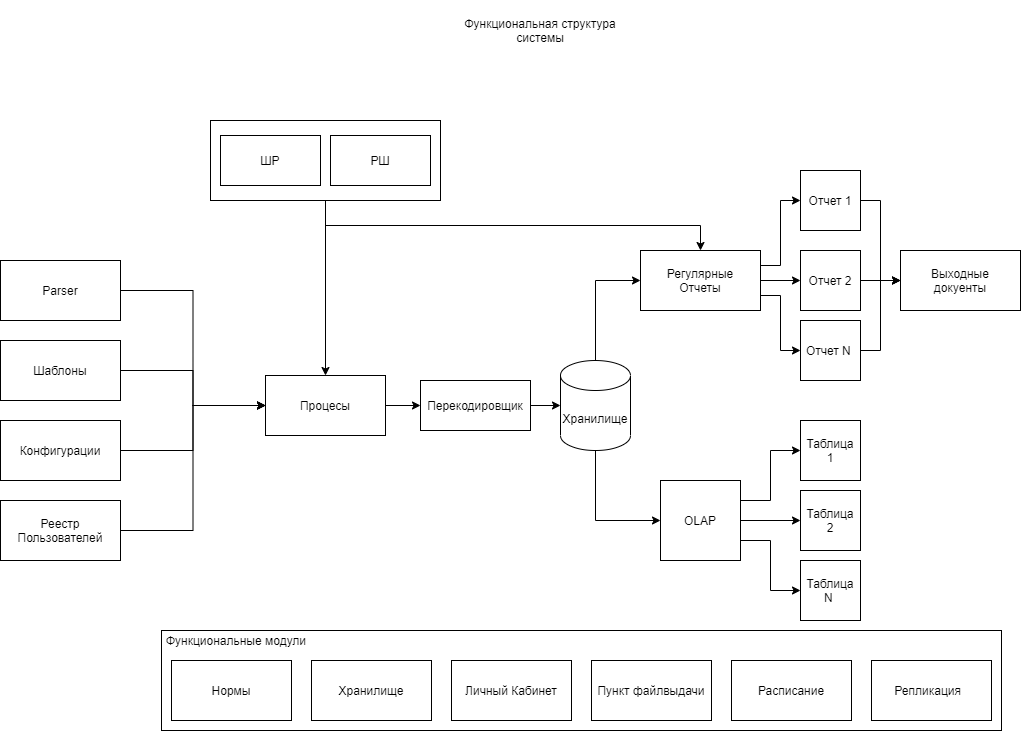 Функциональная структура
системы
ШР
РШ
Parser
Шаблоны
Конфигурации
Реестр
Пользователей
Процесы
Перекодировщик
Хранилище
Регулярные
Отчеты
Отчет 1
Отчет 2
Отчет N
Выходные
докуенты
OLAP
Таблица
1
Таблица
2
Таблица
N
Функциональные модули
Нормы
Хранилище
Личный Кабинет
Пункт файлвыдачи
Расписание
Репликация